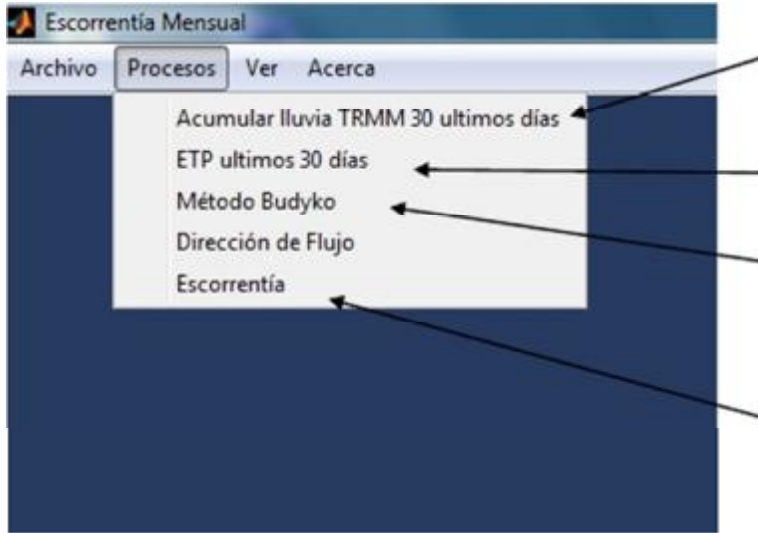 Escorrentía Mensual
Archivo Procesos Ver Acerca
Acumular lluvia TRMM 30 ultimos días
ETP ultimos 30 días
Método Budyko
Dirección de Flujo
Escorrentía